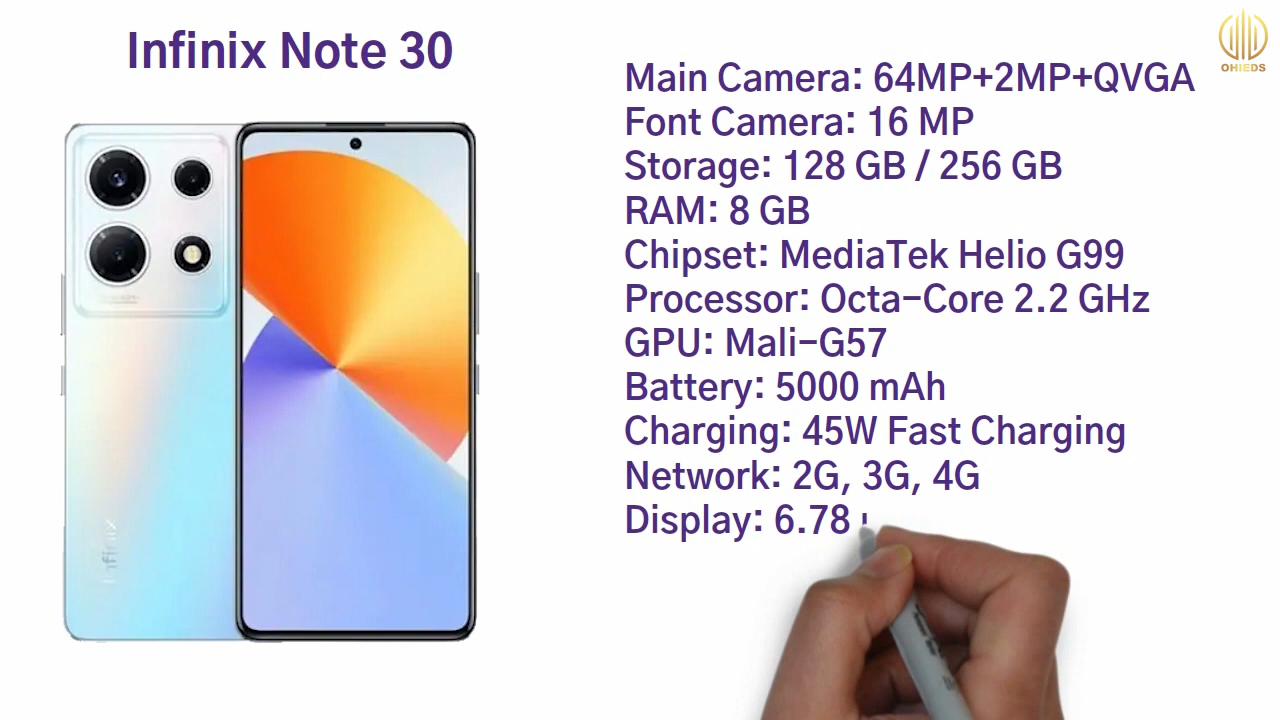 Infinix Note 30
OHIEDS
Main Camera: 64MP+2MP+QVGA
Font Camera: 16 MP
Storage: 128 GB / 256 GB
RAM: 8 GB
Chipset: MediaTek Helio G99
Processor: Octa-Core 2.2 GHz
GPU: Mali-G57
Battery: 5000 mAh
Charging: 45W Fast Charging
Network: 2G, 3G, 4G
Display: 6.78
Infinix